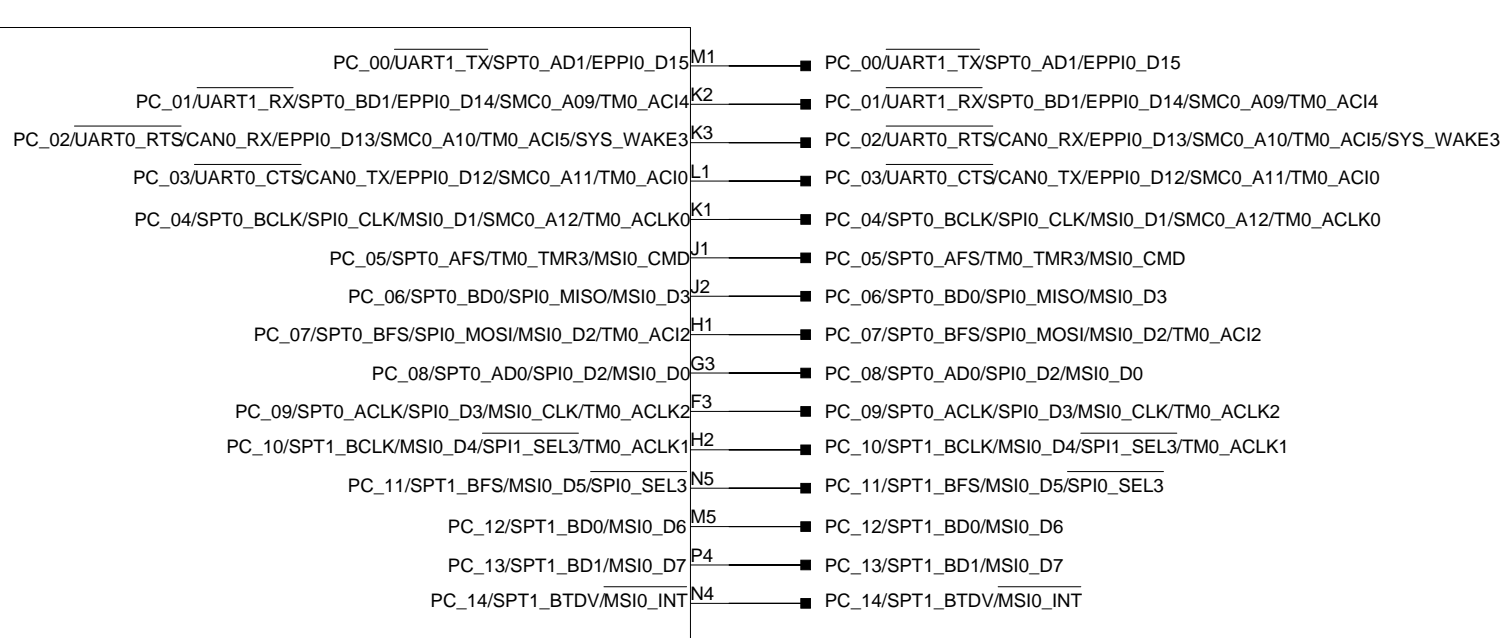 PC_00/UART1_TX/SPT0_AD1/EPPI0_D15 M1 PC_00/UART1_TX/SPT0_AD1/EPPI0_D15
PC_01/UART1_RX/SPT0_BD1/EPPI0_D14/SMC0_A09/TM0_ACI4 K2 PC_01/UART1_RX/SPT0_BD1/EPPI0_D14/SMC0_A09/TM0_ACI4
PC_02/UART0_RTS/CAN0_RX/EPPI0_D13/SMC0_A10/TM0_ACI5/SYS_WAKE3 K3 PC_02/UART0_RTS/CAN0_RX/EPPI0_D13/SMC0_A10/TM0_ACI5/SYS_WAKE3
PC_03/UART0_CTS/CAN0_TX/EPPI0_D12/SMC0_A11/TM0_ACI0 L1 PC_03/UART0_CTS/CAN0_TX/EPPI0_D12/SMC0_A11/TM0_ACI0
PC_04/SPT0_BCLK/SPI0_CLK/MSI0_D1/SMC0_A12/TM0_ACLK0 K1 PC_04/SPT0_BCLK/SPI0_CLK/MSI0_D1/SMC0_A12/TM0_ACLK0
PC_05/SPT0_AFS/TM0_TMR3/MSI0_CMD J1 PC_05/SPT0_AFS/TM0_TMR3/MSI0_CMD
PC_06/SPT0_BD0/SPI0_MISO/MSI0_D3 J2 PC_06/SPT0_BD0/SPI0_MISO/MSI0_D3
PC_07/SPT0_BFS/SPI0_MOSI/MSI0_D2/TM0_ACI2 H1 PC_07/SPT0_BFS/SPI0_MOSI/MSI0_D2/TM0_ACI2
PC_08/SPT0_AD0/SPI0_D2/MSI0_D0 G3 PC_08/SPT0_AD0/SPI0_D2/MSI0_D0
PC_09/SPT0_ACLK/SPI0_D3/MSI0_CLK/TM0_ACLK2 F3 PC_09/SPT0_ACLK/SPI0_D3/MSI0_CLK/TM0_ACLK2
PC_10/SPT1_BCLK/MSI0_D4/SPI1_SEL3/TM0_ACLK1 H2 PC_10/SPT1_BCLK/MSI0_D4/SPI1_SEL3/TM0_ACLK1
PC_11/SPT1_BFS/MSI0_D5/SPI0_SEL3 N5 PC_11/SPT1_BFS/MSI0_D5/SPI0_SEL3
PC_12/SPT1_BD0/MSI0_D6 M5 PC_12/SPT1_BD0/MSI0_D6
PC_13/SPT1_BD1/MSI0_D7 P4 PC_13/SPT1_BD1/MSI0_D7
PC_14/SPT1_BTDV/MSI0_INT N4 PC_14/SPT1_BTDV/MSI0_INT